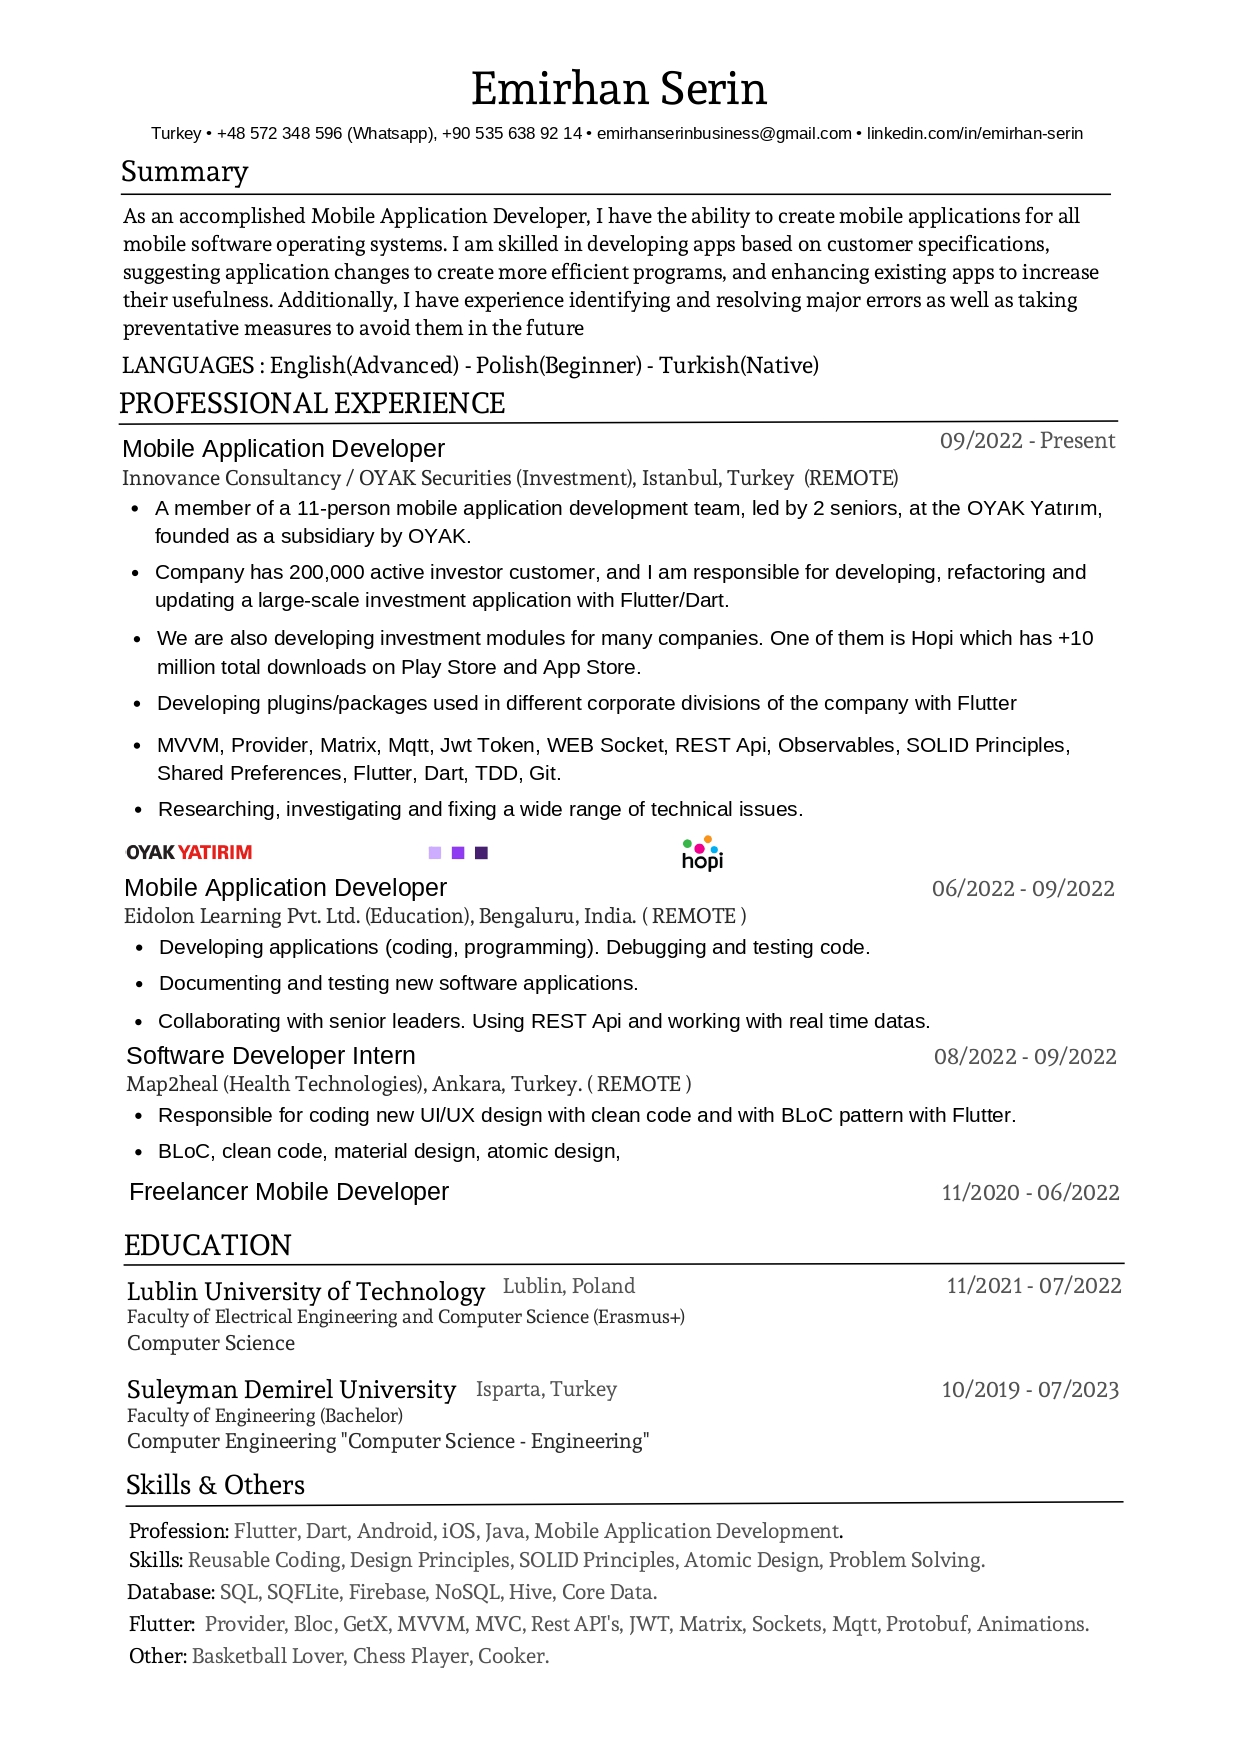 Emirhan Serin
Turkey • +48 572 348 596 (Whatsapp), +90 535 638 92 14 • emirhanserinbusiness@gmail.com • linkedin.com/in/emirhan-serin
Summary
As an accomplished Mobile Application Developer, I have the ability to create mobile applications for all
mobile software operating systems. I am skilled in developing apps based on customer specifications,
suggesting application changes to create more efficient programs, and enhancing existing apps to increase
their usefulness. Additionally, I have experience identifying and resolving major errors as well as taking
preventative measures to avoid them in the future
LANGUAGES : English(Advanced) - Polish(Beginner) - Turkish(Native)
PROFESSIONAL EXPERIENCE
Mobile Application Developer 09/2022 - Present
Innovance Consultancy / OYAK Securities (Investment), Istanbul, Turkey (REMOTE)
• A member of a 11-person mobile application development team, led by 2 seniors, at the OYAK Yatırım,
founded as a subsidiary by OYAK.
• Company has 200,000 active investor customer, and I am responsible for developing, refactoring and
updating a large-scale investment application with Flutter/Dart.
• We are also developing investment modules for many companies. One of them is Hopi which has +10
million total downloads on Play Store and App Store.
• Developing plugins/packages used in different corporate divisions of the company with Flutter
• MVVM, Provider, Matrix, Mqtt, Jwt Token, WEB Socket, REST Api, Observables, SOLID Principles,
Shared Preferences, Flutter, Dart, TDD, Git.
• Researching, investigating and fixing a wide range of technical issues.
OYAK YATIRIM hopi
Mobile Application Developer 06/2022 - 09/2022
Eidolon Learning Pvt. Ltd. (Education), Bengaluru, India. ( REMOTE )
• Developing applications (coding, programming). Debugging and testing code.
• Documenting and testing new software applications.
• Collaborating with senior leaders. Using REST Api and working with real time datas.
Software Developer Intern 08/2022 - 09/2022
Map2heal (Health Technologies), Ankara, Turkey. ( REMOTE )
• Responsible for coding new UI/UX design with clean code and with BLoC pattern with Flutter.
• BLoC, clean code, material design, atomic design,
Freelancer Mobile Developer 11/2020 - 06/2022
EDUCATION
Lublin University of Technology Lublin, Poland 11/2021 - 07/2022
Faculty of Electrical Engineering and Computer Science (Erasmus+)
Computer Science
Suleyman Demirel University Isparta, Turkey 10/2019 - 07/2023
Faculty of Engineering (Bachelor)
Computer Engineering "Computer Science - Engineering"
Skills & Others
Profession: Flutter, Dart, Android, iOS, Java, Mobile Application Development.
Skills: Reusable Coding, Design Principles, SOLID Principles, Atomic Design, Problem Solving.
Database: SQL, SQFLite, Firebase, NoSQL, Hive, Core Data.
Flutter: Provider, Bloc, GetX, MVVM, MVC, Rest API's, JWT, Matrix, Sockets, Mqtt, Protobuf, Animations.
Other: Basketball Lover, Chess Player, Cooker.